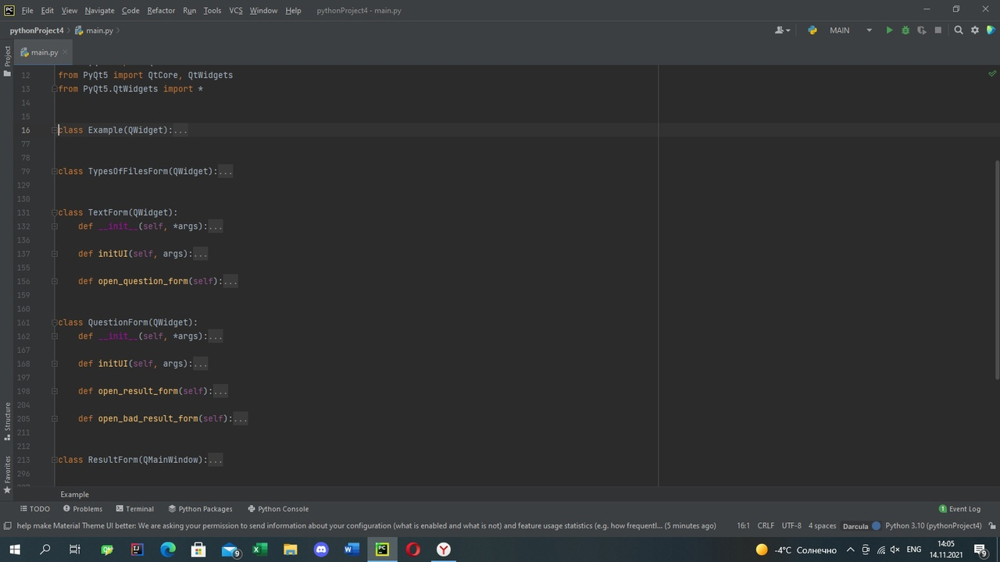 File Edit View Navigate Code Refactor Run Tools VCS Window Help pythonProject4 - main.py
pythonProject4 main.py MAIN
Project main.py
12 from PyQt5 import QtCore, QtWidgets
13 from PyQt5.QtWidgets import *
14
15
16 class Example(QWidget):...
77
78
79 class TypesOfFilesForm(QWidget):...
129
130
131 class TextForm(QWidget):
132 def __init__(self, *args):...
136
137 def initUI(self, args):...
155
156 def open_question_form(self):...
159
160
161 class QuestionForm(QWidget):
162 def __init__(self, *args):...
167
168 def initUI(self, args):...
197
198 def open_result_form(self):...
204
205 def open_bad_result_form(self):...
211
212
213 class ResultForm(QMainWindow):...
296
Structure
Favorites
Example
TODO Problems Terminal Python Packages Python Console 1 Event Log
help make Material Theme UI better: We are asking your permission to send information about your configuration (what is enabled and what is not) and feature usage statistics (e.g. how frequentl... (5 minutes ago) 16:1 CRLF UTF-8 4 spaces Darcula Python 3.10 (pythonProject4)
-4°C Солнечно ENG 14:05
14.11.2021